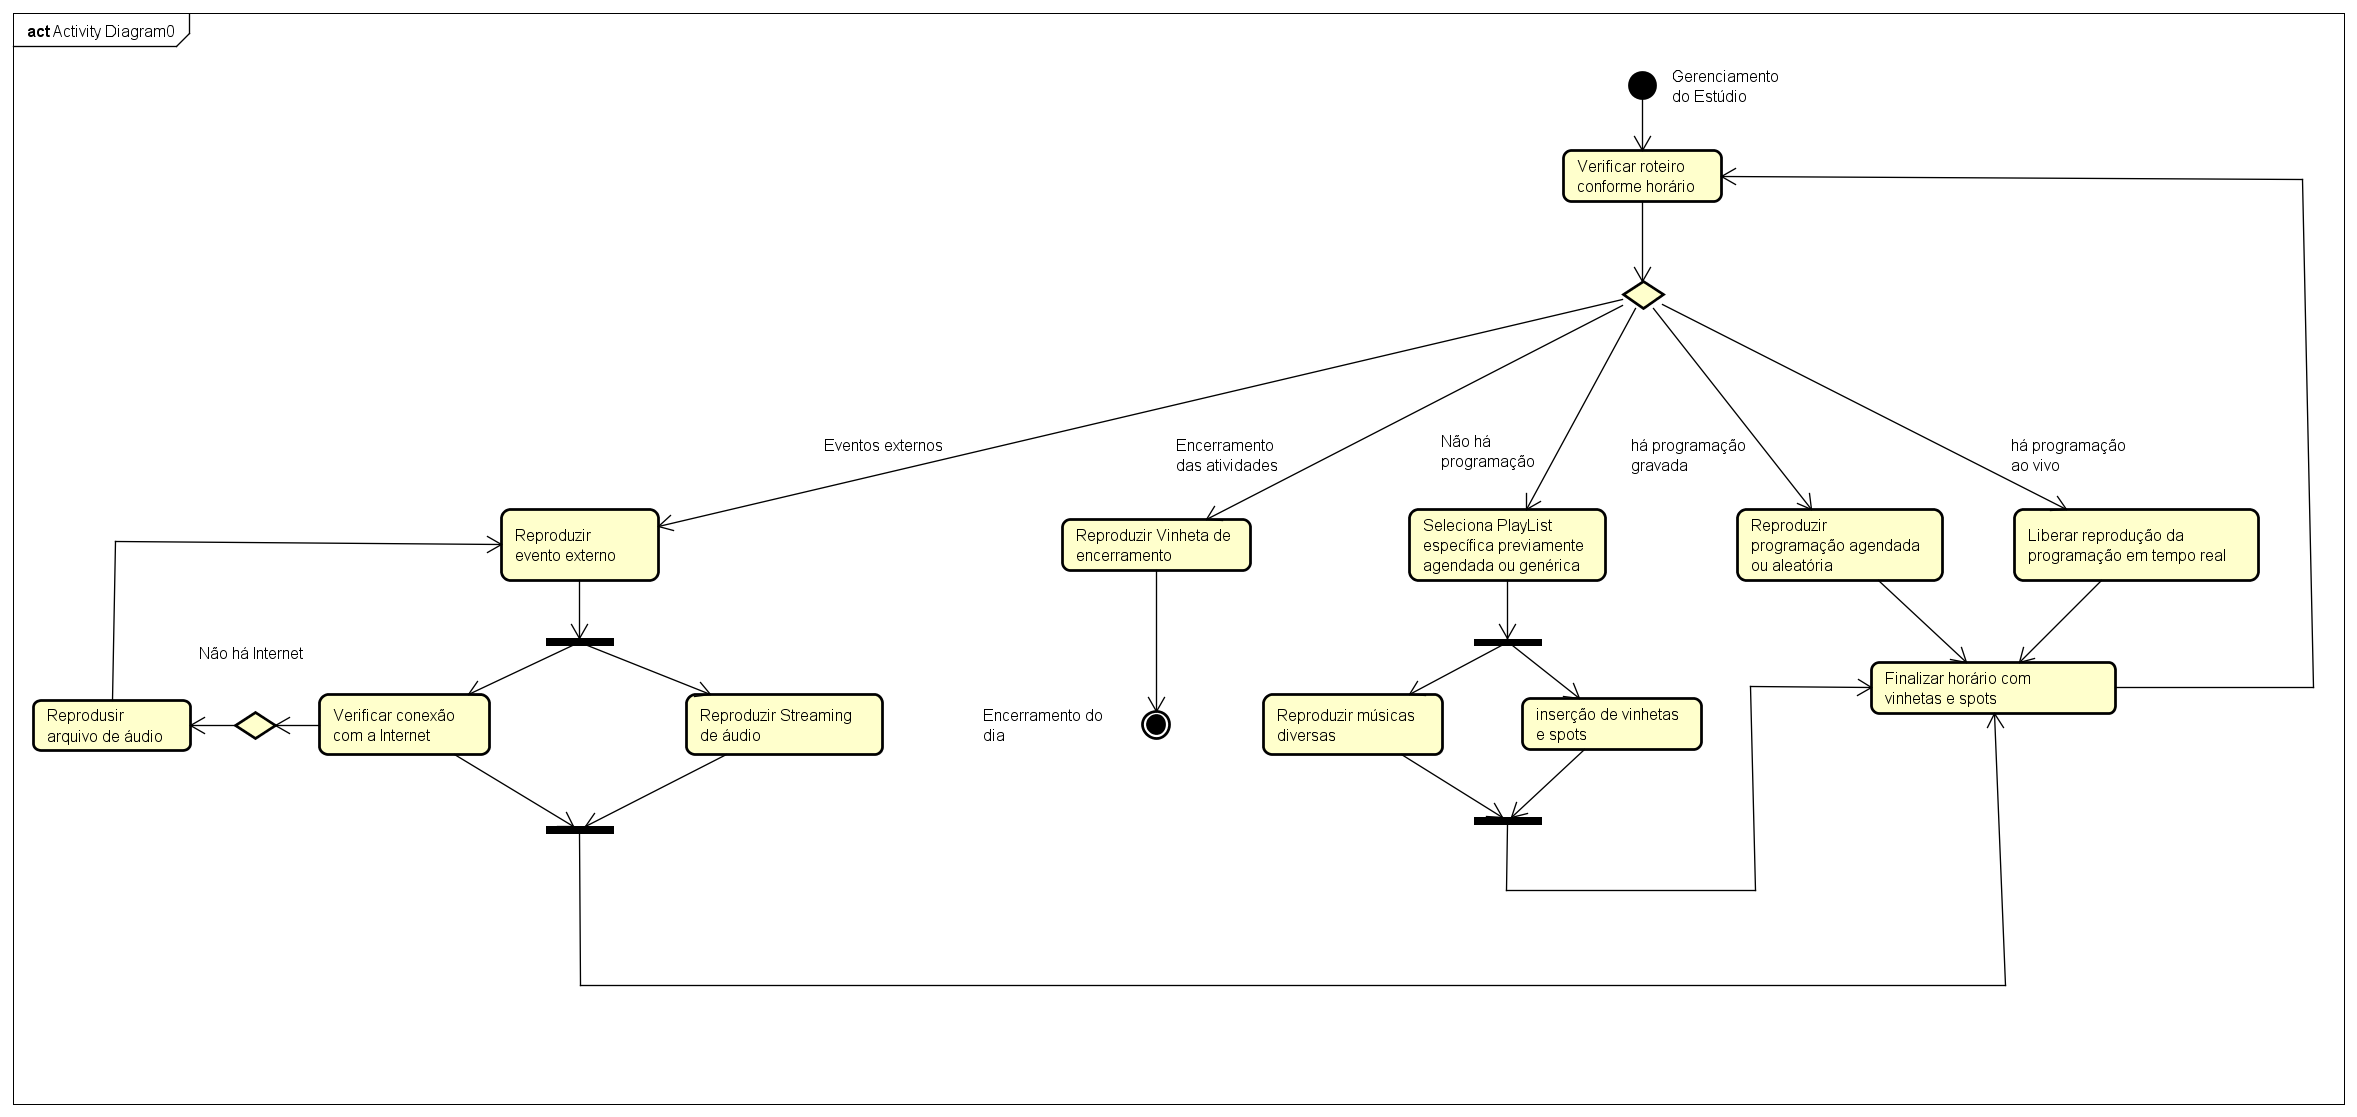 act Activity Diagram0
Gerenciamento
do Estúdio
Verificar roteiro
conforme horário
Eventos externos
Encerramento
das atividades
Não há
programação
há programação
gravada
há programação
ao vivo
Reproduzir
evento externo
Reproduzir Vinheta de
encerramento
Seleciona PlayList
específica previamente
agendada ou genérica
Reproduzir
programação agendada
ou aleatória
Liberar reprodução da
programação em tempo real
Não há Internet
Reprodusir
arquivo de áudio
Verificar conexão
com a Internet
Reproduzir Streaming
de áudio
Encerramento do
dia
Reproduzir músicas
diversas
inserção de vinhetas
e spots
Finalizar horário com
vinhetas e spots